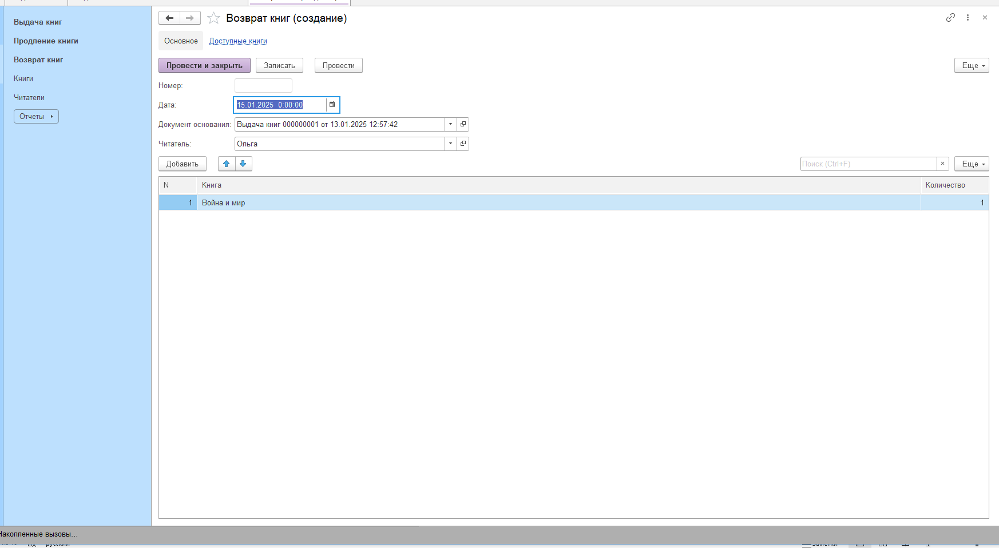 Выдача книг
Продление книги
Возврат книг
Книги
Читатели
Отчеты
Возврат книг (создание)
Основное Доступные книги
Провести и закрыть Записать Провести Еще
Номер:
Дата: 15.01.2025 0:00:00
Документ основания: Выдача книг 000000001 от 13.01.2025 12:57:42
Читатель: Ольга
Добавить Поиск (Ctrl+F) × Еще
N Книга Количество
1 Война и мир 1
Накопленные вызовы...
русский Заметки